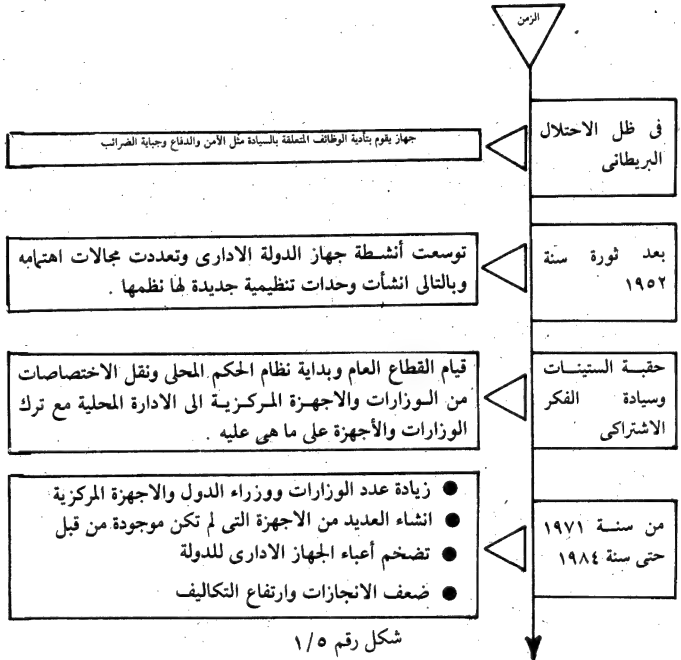 الزمن
فى ظل الاحتلال
البريطانى
جهاز يقوم بتأدية الوظائف المتعلقة بالسيادة مثل الأمن والدفاع وجباية الضرائب
بعد ثورة سنة
١٩٥٢
توسعت أنشطة جهاز الدولة الادارى وتعددت مجالات اهتمامه
وبالتالى انشأت وحدات تنظيمية جديدة لها نظمها .
حقبة الستينات
وسيادة الفكر
الاشتراكى
قيام القطاع العام وبداية نظام الحكم المحلى ونقل الاختصاصات
من الوزارات والاجهزة المركزية الى الادارة المحلية مع ترك
الوزارات والأجهزة على ما هى عليه .
من سنة ١٩٧١
حتى سنة ١٩٨٤
● زيادة عدد الوزارات ووزراء الدول والاجهزة المركزية
● انشاء العديد من الاجهزة التى لم تكن موجودة من قبل
● تضخم أعباء الجهاز الادارى للدولة
● ضعف الانجازات وارتفاع التكاليف
شكل رقم ١/٥